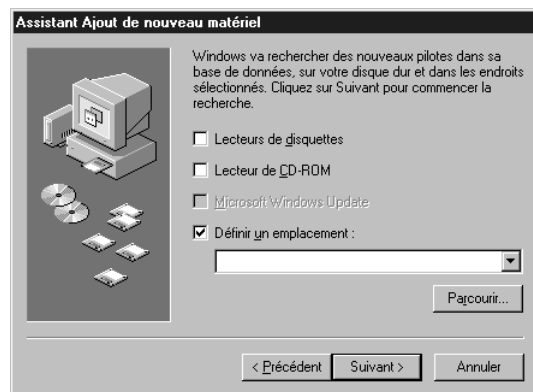 Assistant Ajout de nouveau matériel
Windows va rechercher des nouveaux pilotes dans sa
base de données, sur votre disque dur et dans les endroits
sélectionnés. Cliquez sur Suivant pour commencer la
recherche.
Lecteurs de disquettes
Lecteur de CD-ROM
Microsoft Windows Update
Définir un emplacement :
Parcourir...
< Précédent
Suivant >
Annuler